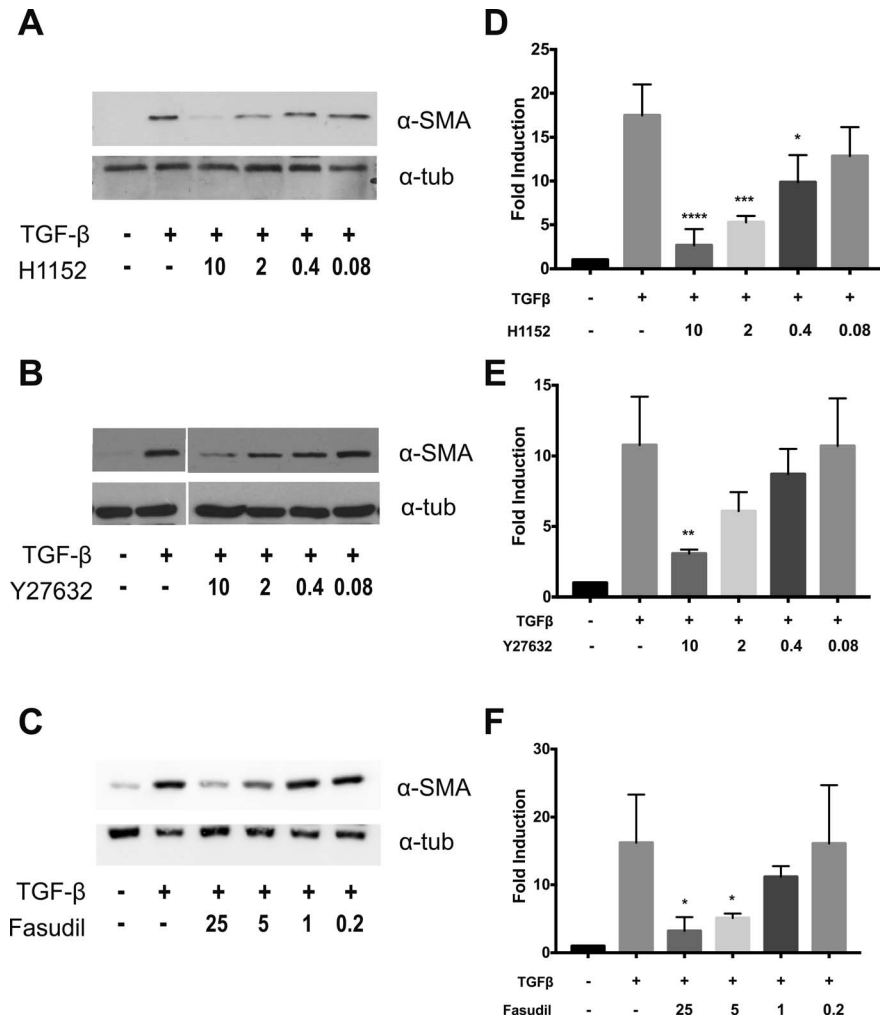 A
α-SMA
α-tub
TGF-β - + + + + +
H1152 - - 10 2 0.4 0.08
D
Fold Induction
25
20
15
10
5
0
**** *** *
TGFβ - + + + + +
H1152 - - 10 2 0.4 0.08
B
α-SMA
α-tub
TGF-β - + + + + +
Y27632 - - 10 2 0.4 0.08
E
Fold Induction
15
10
5
0
**
TGFβ - + + + + +
Y27632 - - 10 2 0.4 0.08
C
α-SMA
α-tub
TGF-β - + + + + +
Fasudil - - 25 5 1 0.2
F
Fold Induction
30
20
10
0
* *
TGFβ - + + + + +
Fasudil - - 25 5 1 0.2